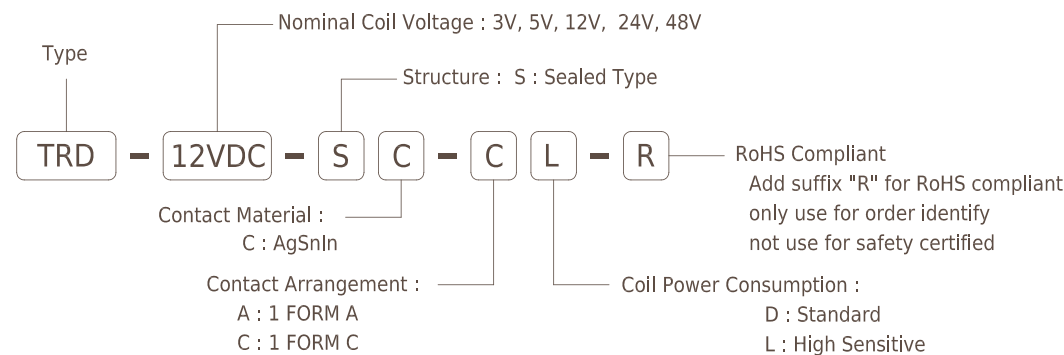 Nominal Coil Voltage : 3V, 5V, 12V, 24V, 48V
Type
Structure : S : Sealed Type
TRD - 12VDC - S C - C L - R
RoHS Compliant
Add suffix "R" for RoHS compliant
only use for order identify
not use for safety certified
Contact Material :
C : AgSnIn
Contact Arrangement :
A : 1 FORM A
C : 1 FORM C
Coil Power Consumption :
D : Standard
L : High Sensitive